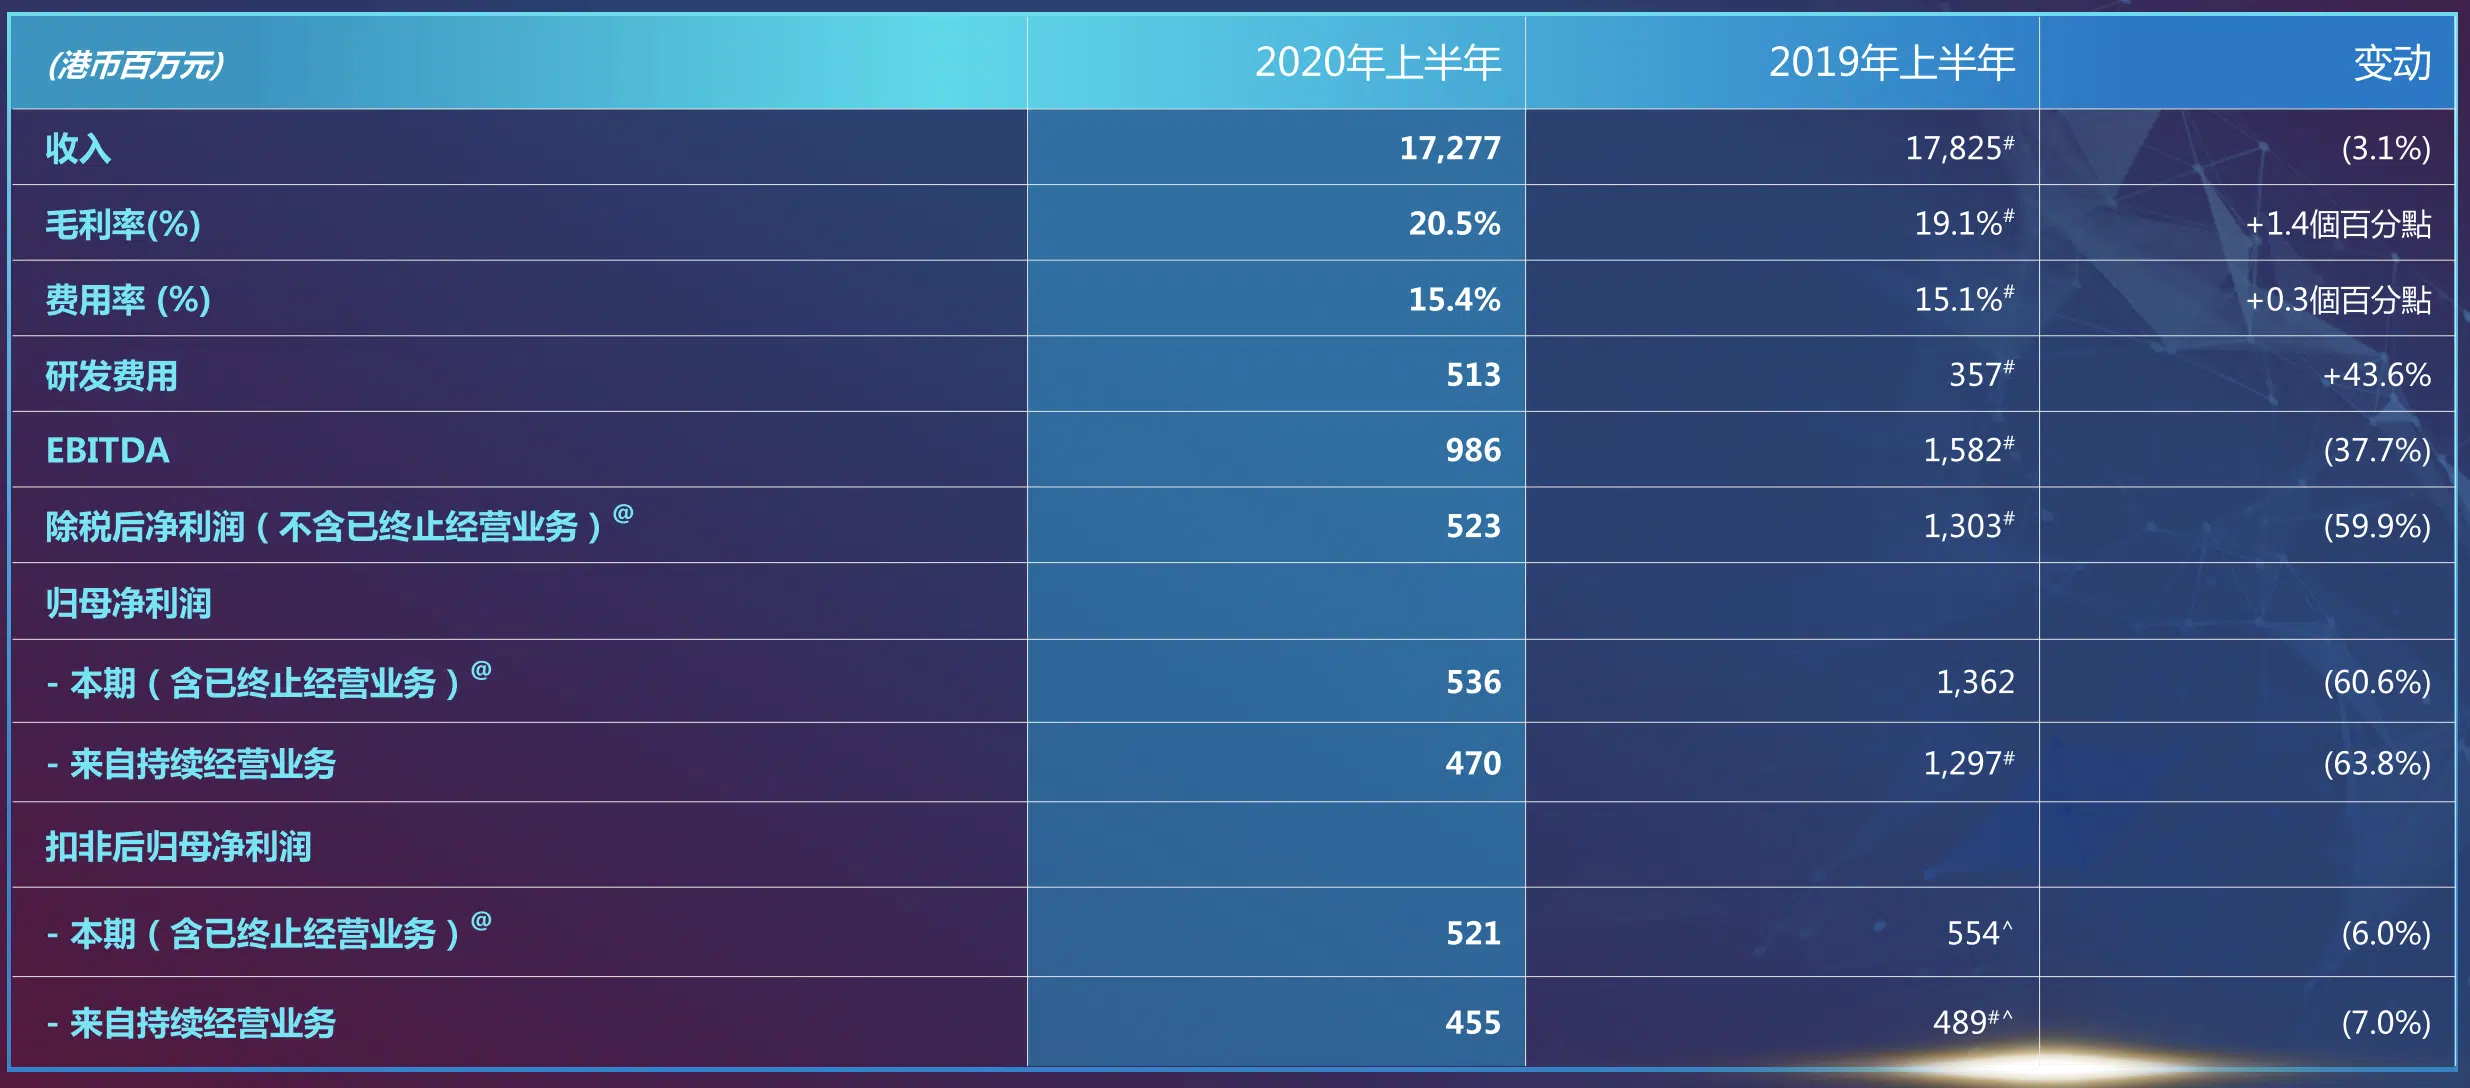 (港币百万元) 2020年上半年 2019年上半年 变动
收入 17,277 17,825# (3.1%)
毛利率(%) 20.5% 19.1%# +1.4個百分點
费用率 (%) 15.4% 15.1%# +0.3個百分點
研发费用 513 357# +43.6%
EBITDA 986 1,582# (37.7%)
除税后净利润（不含已终止经营业务）@ 523 1,303# (59.9%)
归母净利润
- 本期（含已终止经营业务）@ 536 1,362 (60.6%)
- 来自持续经营业务 470 1,297# (63.8%)
扣非后归母净利润
- 本期（含已终止经营业务）@ 521 554^ (6.0%)
- 来自持续经营业务 455 489#^ (7.0%)